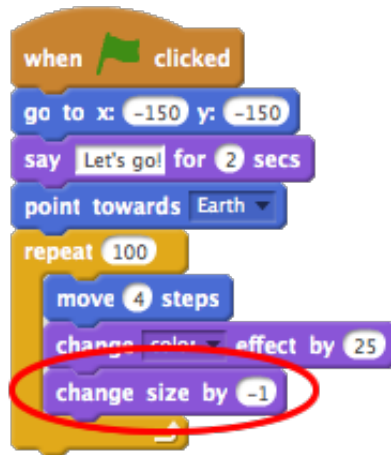 when clicked
go to x: -150 y: -150
say Let's go! for 2 secs
point towards Earth
repeat 100
move 4 steps
change color effect by 25
change size by -1